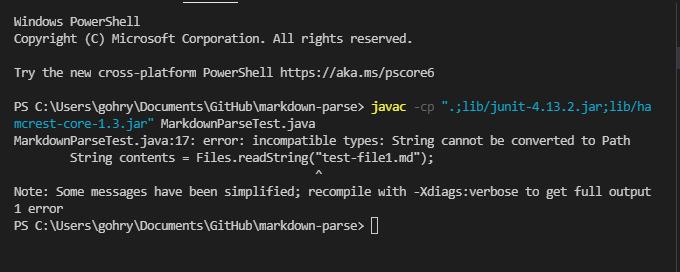 Windows PowerShell
Copyright (C) Microsoft Corporation. All rights reserved.
Try the new cross-platform PowerShell https://aka.ms/pscore6
PS C:\Users\gohry\Documents\GitHub\markdown-parse> javac -cp ".;lib/junit-4.13.2.jar;lib/ha
mcrest-core-1.3.jar" MarkdownParseTest.java
MarkdownParseTest.java:17: error: incompatible types: String cannot be converted to Path
        String contents = Files.readString("test-file1.md");
                                           ^
Note: Some messages have been simplified; recompile with -Xdiags:verbose to get full output
1 error
PS C:\Users\gohry\Documents\GitHub\markdown-parse>